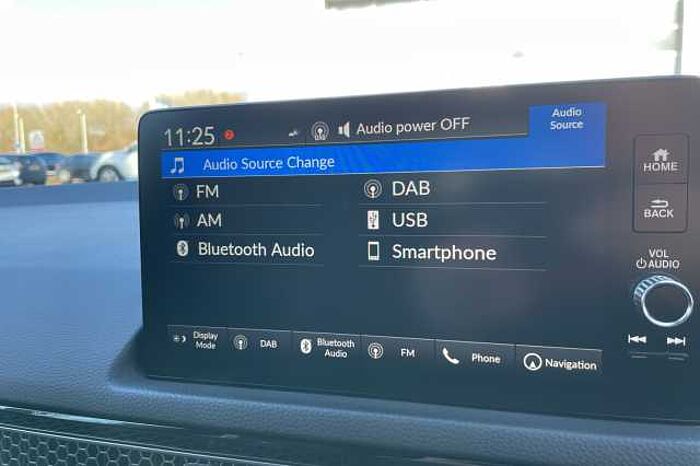 11:25 2 Audio power OFF
Audio
Source
Audio Source Change
FM
DAB
AM
USB
Bluetooth Audio
Smartphone
Display
Mode
DAB
Bluetooth
Audio
FM
Phone
Navigation
HOME
BACK
VOL
AUDIO